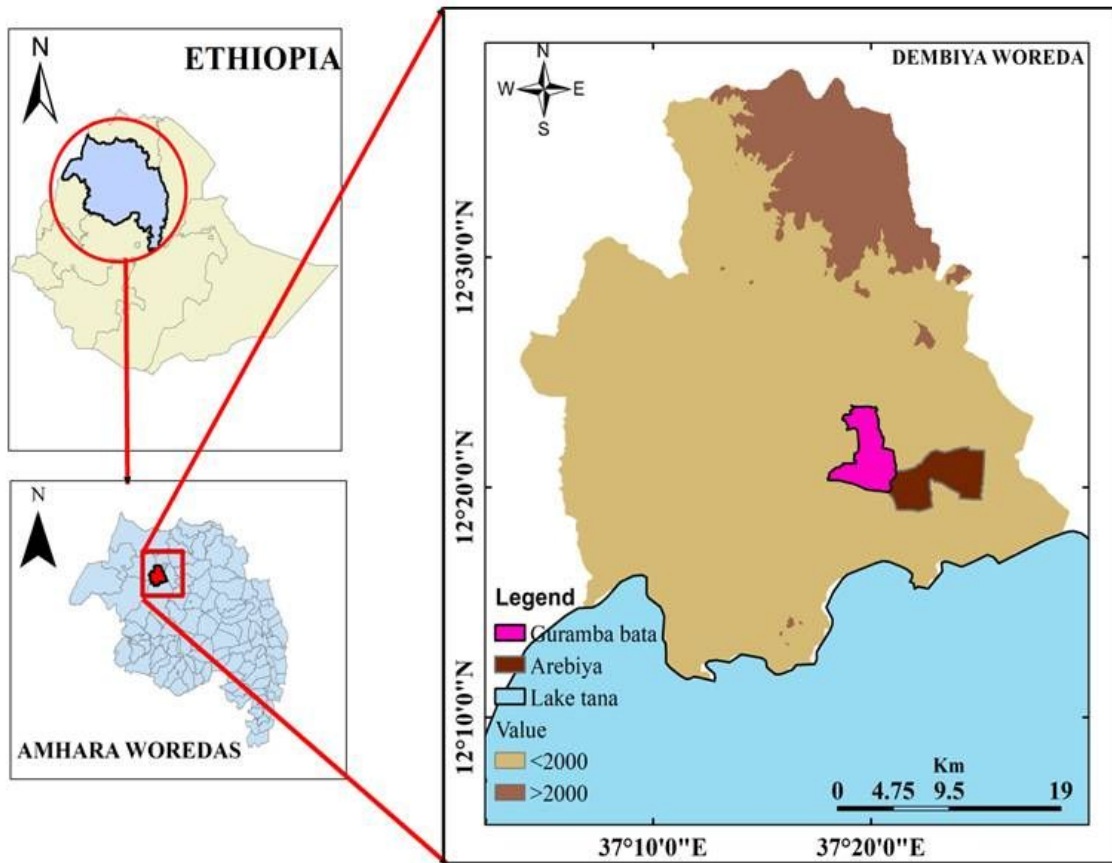 N
ETHIOPIA
N
AMHARA WOREDAS
DEMBIYA WOREDA
N
W E
S
12°30'0"N
12°20'0"N
12°10'0"N
Legend
Guramba bata
Arebiya
Lake tana
Value
<2000
>2000
Km
0 4.75 9.5 19
37°10'0"E 37°20'0"E